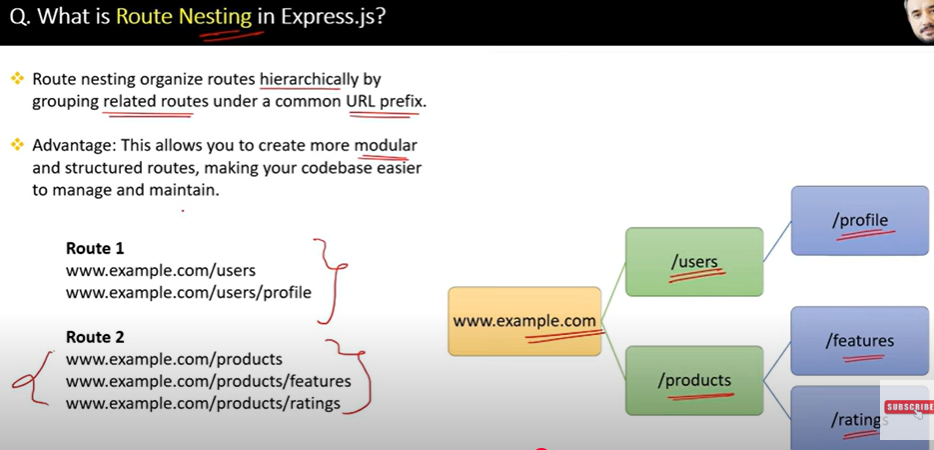 Q. What is Route Nesting in Express.js?
Route nesting organize routes hierarchically by
grouping related routes under a common URL prefix.
Advantage: This allows you to create more modular
and structured routes, making your codebase easier
to manage and maintain.
Route 1
www.example.com/users
www.example.com/users/profile
Route 2
www.example.com/products
www.example.com/products/features
www.example.com/products/ratings
www.example.com
/users
/products
/profile
/features
/ratings
SUBSCRIBE